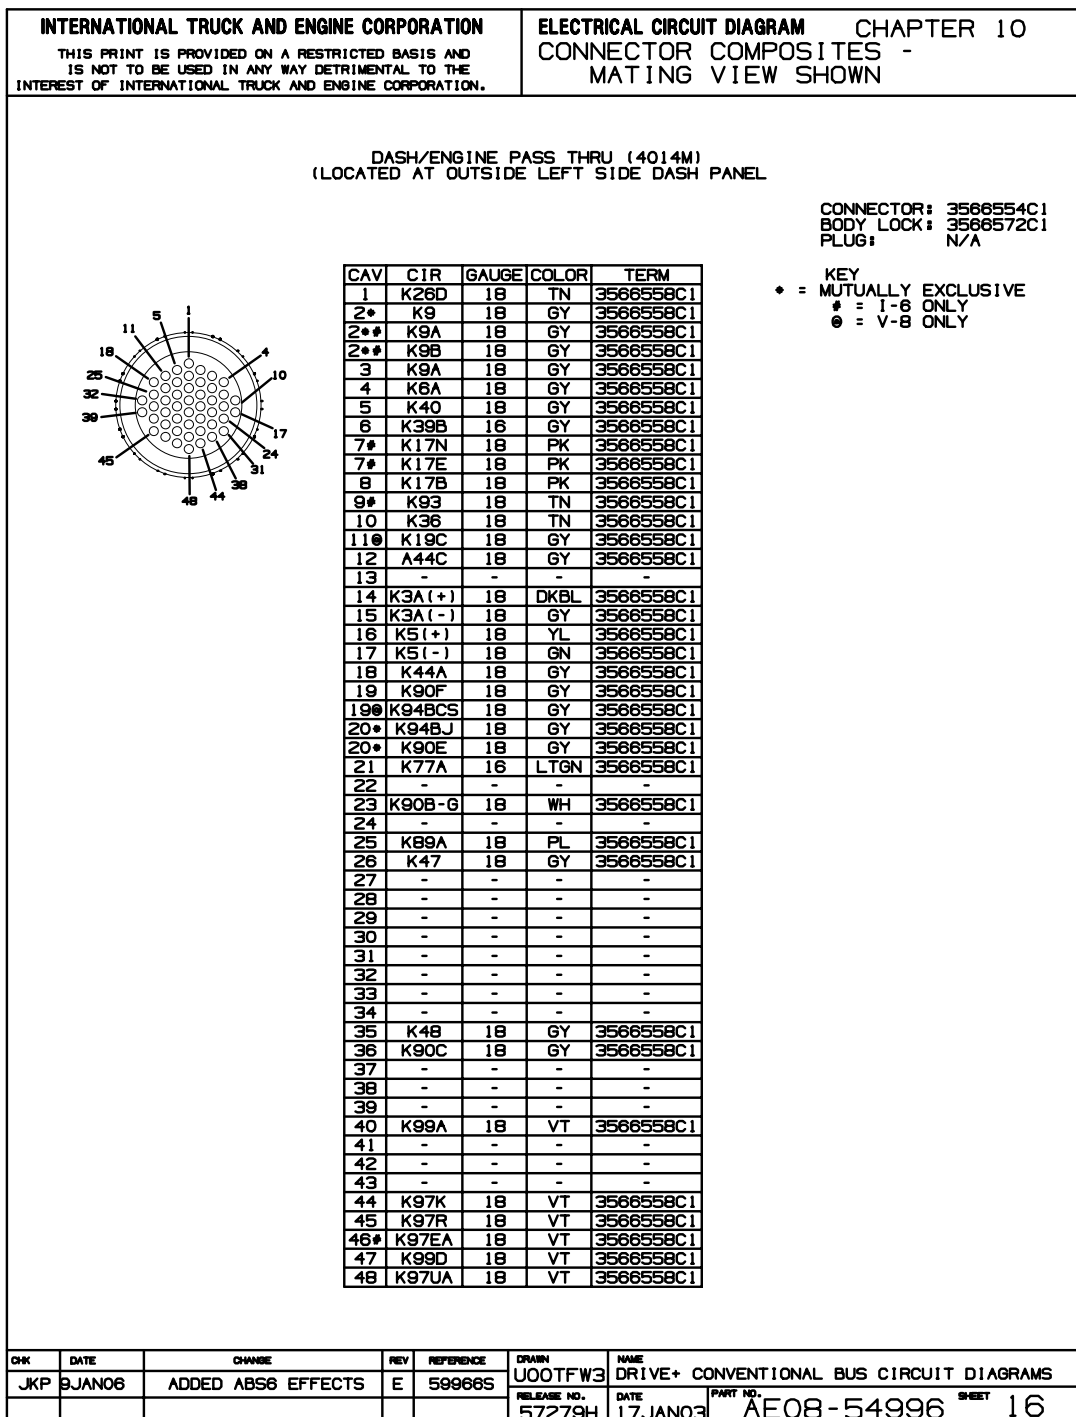 INTERNATIONAL TRUCK AND ENGINE CORPORATION
THIS PRINT IS PROVIDED ON A RESTRICTED BASIS AND
IS NOT TO BE USED IN ANY WAY DETRIMENTAL TO THE
INTEREST OF INTERNATIONAL TRUCK AND ENGINE CORPORATION.
ELECTRICAL CIRCUIT DIAGRAM CHAPTER 10
CONNECTOR COMPOSITES -
MATING VIEW SHOWN
DASH/ENGINE PASS THRU (4014M)
(LOCATED AT OUTSIDE LEFT SIDE DASH PANEL
CONNECTOR: 3566554C1
BODY LOCK: 3566572C1
PLUG: N/A
KEY
* = MUTUALLY EXCLUSIVE
# = I-6 ONLY
@ = V-8 ONLY
1
5
11
18
25
32
39
45
48
44
38
31
24
17
10
4
CAV CIR GAUGE COLOR TERM
1 K26D 18 TN 3566558C1
2* K9 18 GY 3566558C1
2*# K9A 18 GY 3566558C1
2*# K9B 18 GY 3566558C1
3 K9A 18 GY 3566558C1
4 K6A 18 GY 3566558C1
5 K40 18 GY 3566558C1
6 K39B 16 GY 3566558C1
7# K17N 18 PK 3566558C1
7# K17E 18 PK 3566558C1
8 K17B 18 PK 3566558C1
9# K93 18 TN 3566558C1
10 K36 18 TN 3566558C1
11@ K19C 18 GY 3566558C1
12 A44C 18 GY 3566558C1
13 - - - -
14 K3A(+) 18 DKBL 3566558C1
15 K3A(-) 18 GY 3566558C1
16 K5(+) 18 YL 3566558C1
17 K5(-) 18 GN 3566558C1
18 K44A 18 GY 3566558C1
19 K90F 18 GY 3566558C1
19@ K94BCS 18 GY 3566558C1
20* K94BJ 18 GY 3566558C1
20* K90E 18 GY 3566558C1
21 K77A 16 LTGN 3566558C1
22 - - - -
23 K90B-G 18 WH 3566558C1
24 - - - -
25 K89A 18 PL 3566558C1
26 K47 18 GY 3566558C1
27 - - - -
28 - - - -
29 - - - -
30 - - - -
31 - - - -
32 - - - -
33 - - - -
34 - - - -
35 K48 18 GY 3566558C1
36 K90C 18 GY 3566558C1
37 - - - -
38 - - - -
39 - - - -
40 K99A 18 VT 3566558C1
41 - - - -
42 - - - -
43 - - - -
44 K97K 18 VT 3566558C1
45 K97R 18 VT 3566558C1
46# K97EA 18 VT 3566558C1
47 K99D 18 VT 3566558C1
48 K97UA 18 VT 3566558C1
CHK DATE CHANGE REV REFERENCE
JKP 9JAN06 ADDED ABS6 EFFECTS E 59966S
DRAWN
U00TFW3
NAME
DRIVE+ CONVENTIONAL BUS CIRCUIT DIAGRAMS
RELEASE NO.
57279H
DATE
17JAN03
PART NO.
AE08-54996
SHEET
16